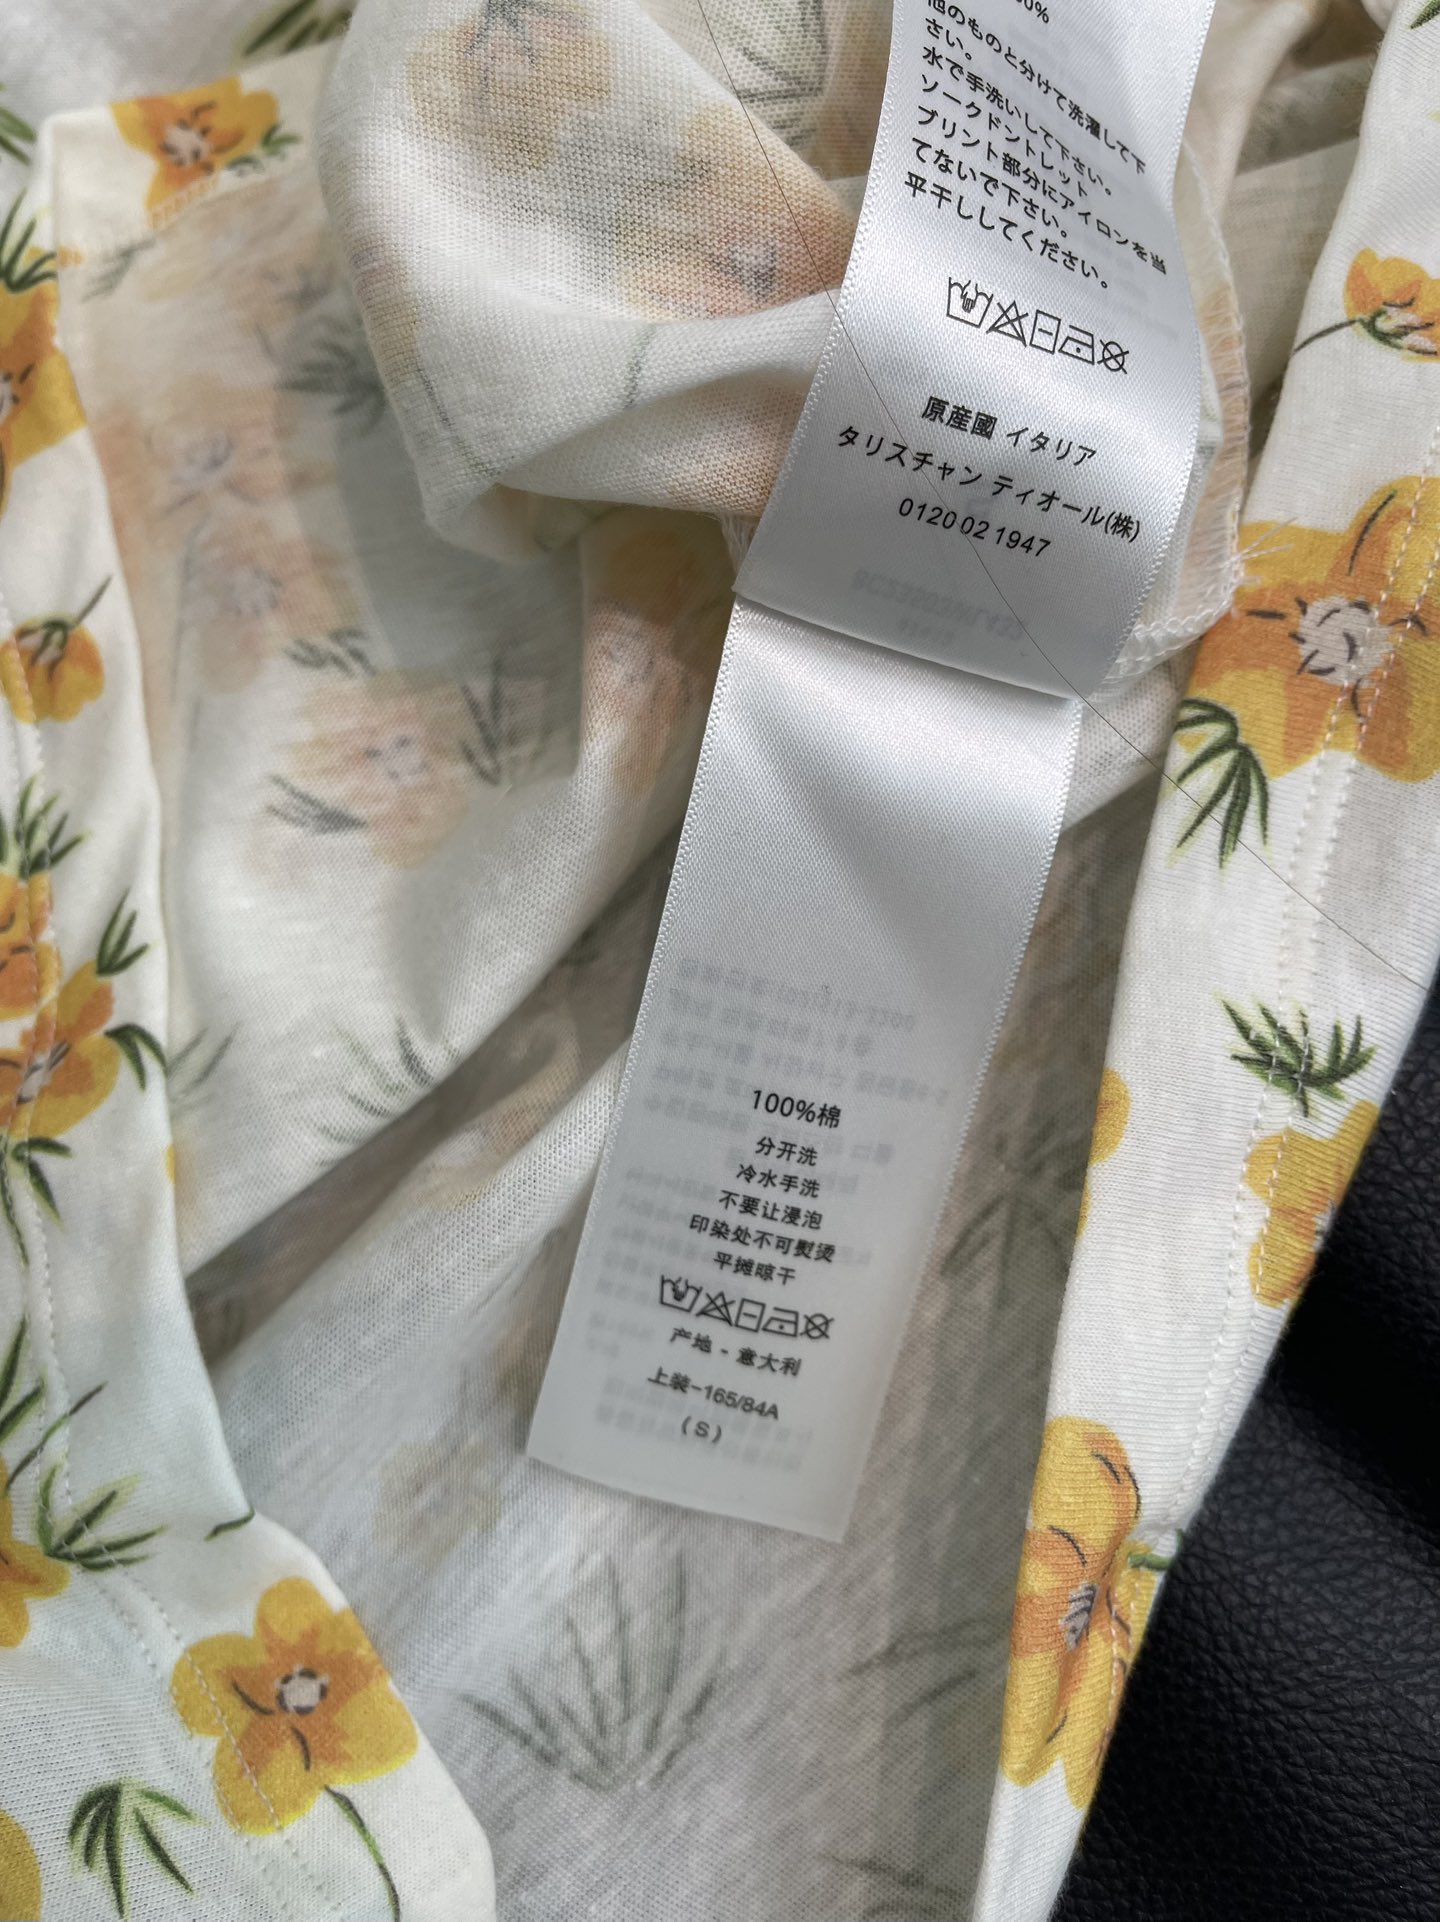 他のものと分けて洗濯して下
さい。
水で手洗いして下さい。
ソークドントレット
プリント部分にアイロンを当
てないで下さい。
平干ししてください。
原産國 イタリア
タリスチャン ティオール(株)
0120 02 1947
100%棉
分开洗
冷水手洗
不要让浸泡
印染处不可熨烫
平摊晾干
产地 - 意大利
上装-165/84A
(S)